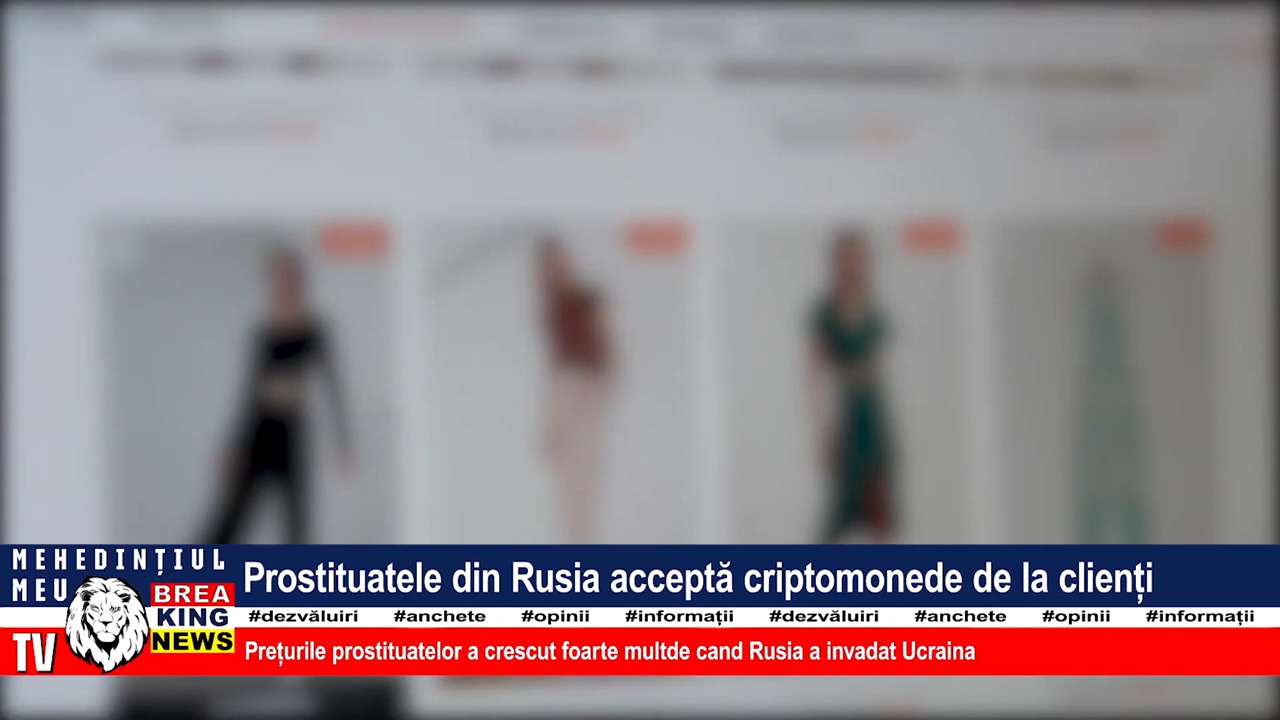 MEHEDINȚIUL
MEU
TV
BREA
KING
NEWS
Prostituatele din Rusia acceptă criptomonede de la clienți
#dezvăluiri #anchete #opinii #informații #dezvăluiri #anchete #opinii #informații
Prețurile prostituatelor a crescut foarte multde cand Rusia a invadat Ucraina